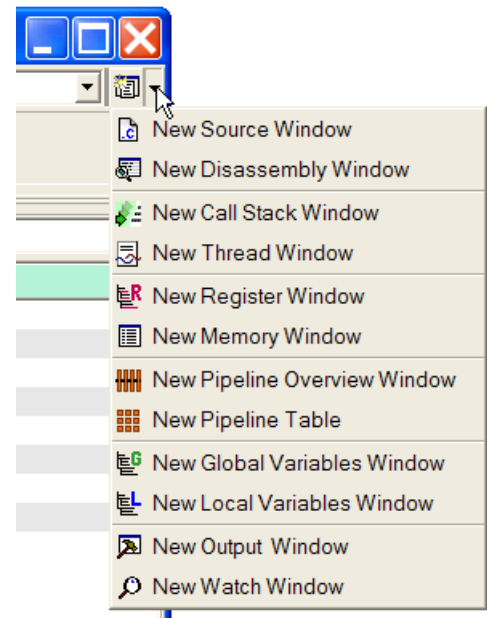 New Source Window
New Disassembly Window
New Call Stack Window
New Thread Window
New Register Window
New Memory Window
New Pipeline Overview Window
New Pipeline Table
New Global Variables Window
New Local Variables Window
New Output Window
New Watch Window